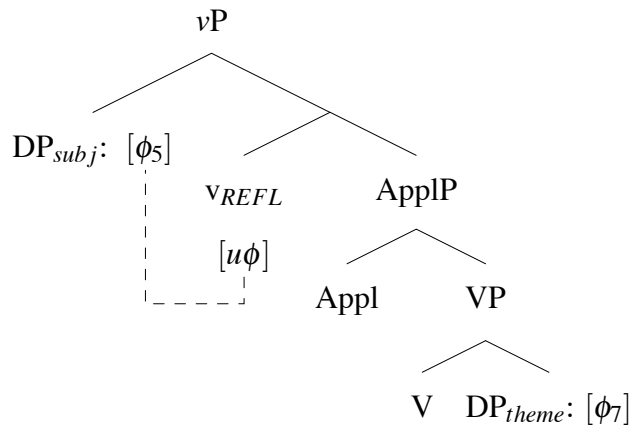 vP
DP_subj: [ϕ₅]
v_REFL ApplP
[uϕ]
Appl VP
V DP_theme: [ϕ₇]